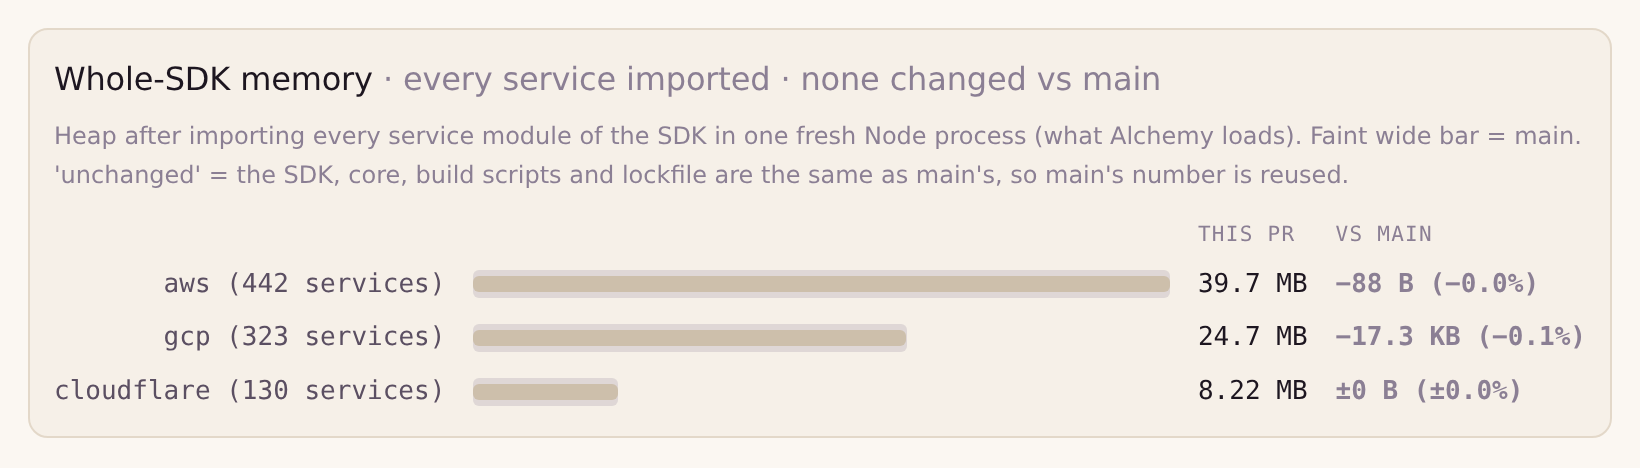 Whole-SDK memory · every service imported · none changed vs main
Heap after importing every service module of the SDK in one fresh Node process (what Alchemy loads). Faint wide bar = main.
'unchanged' = the SDK, core, build scripts and lockfile are the same as main's, so main's number is reused.
THIS PR VS MAIN
aws (442 services) 39.7 MB −88 B (−0.0%)
gcp (323 services) 24.7 MB −17.3 KB (−0.1%)
cloudflare (130 services) 8.22 MB ±0 B (±0.0%)